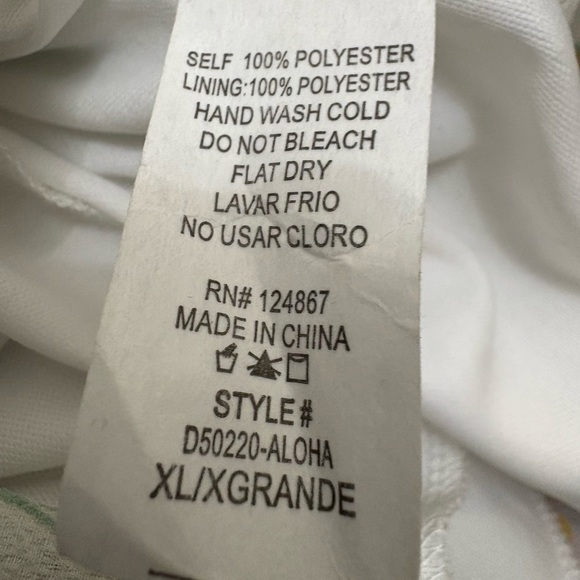 SELF 100% POLYESTER
LINING:100% POLYESTER
HAND WASH COLD
DO NOT BLEACH
FLAT DRY
LAVAR FRIO
NO USAR CLORO
RN# 124867
MADE IN CHINA
STYLE#
D50220-ALOHA
XL/XGRANDE